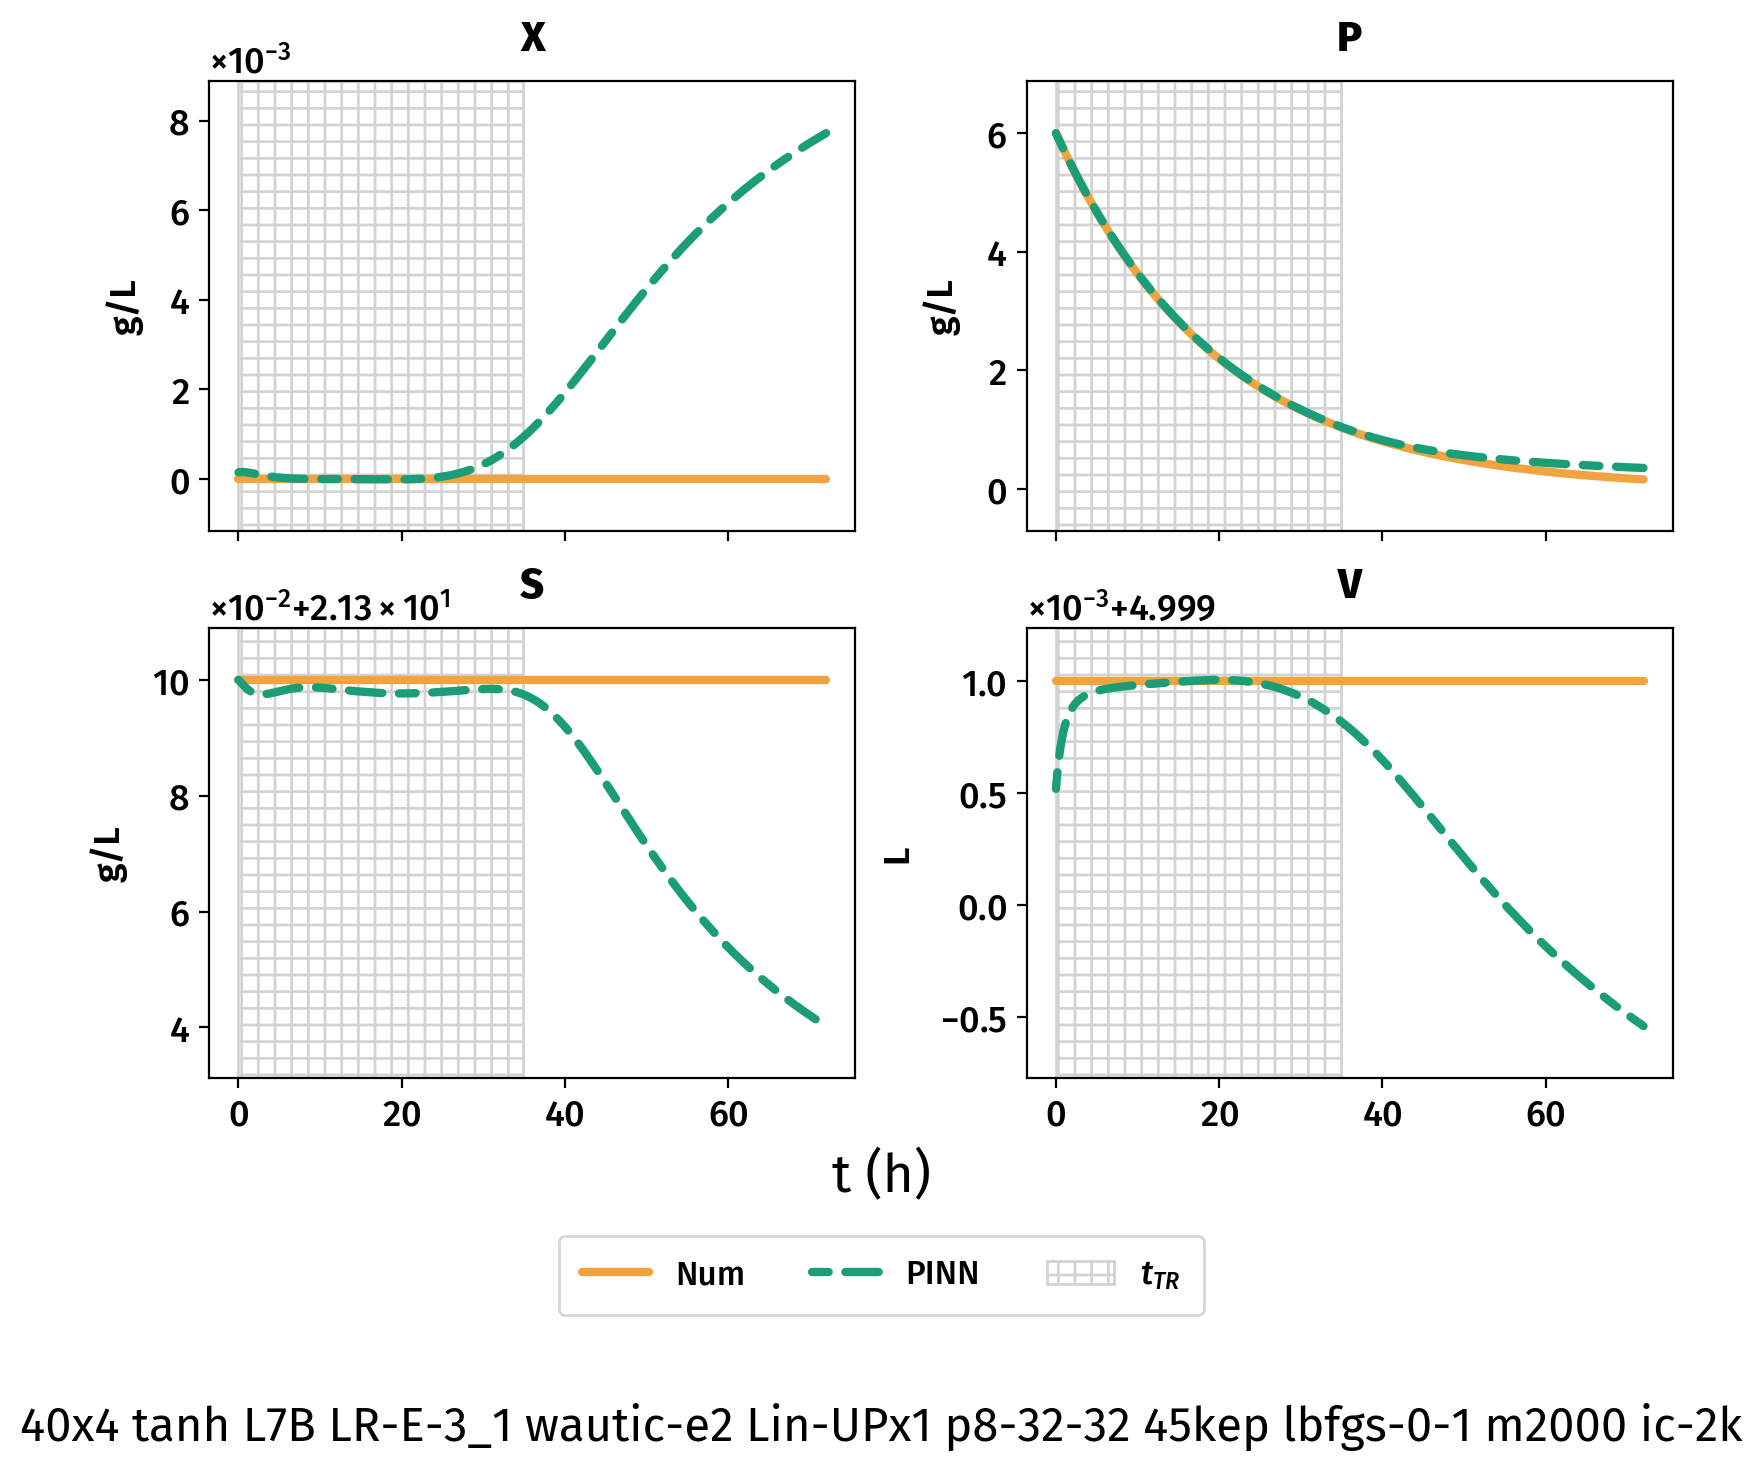 X
×10⁻³
8
6
4
2
0
g/L
P
6
4
2
0
g/L
S
×10⁻²+2.13 × 10¹
10
8
6
4
g/L
0 20 40 60
V
×10⁻³+4.999
1.0
0.5
0.0
−0.5
L
0 20 40 60
t (h)
Num PINN t_TR
40x4 tanh L7B LR-E-3_1 wautic-e2 Lin-UPx1 p8-32-32 45kep lbfgs-0-1 m2000 ic-2k